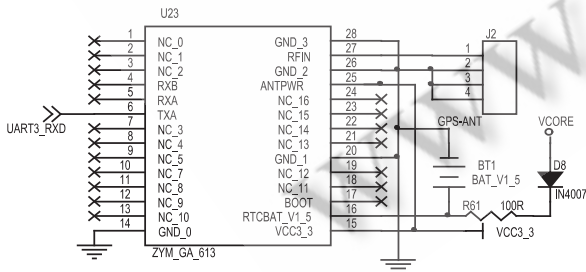 U23
1 NC_0 GND_3 28
2 NC_1 RFIN 27
3 NC_2 GND_2 26
4 RXB ANTPWR 25
5 RXA NC_16 24
6 TXA NC_15 23
7 NC_3 NC_14 22
8 NC_4 NC_13 21
9 NC_5 GND_1 20
10 NC_7 NC_12 19
11 NC_8 NC_11 18
12 NC_9 BOOT 17
13 NC_10 RTCBAT_V1_5 16
14 GND_0 VCC3_3 15
ZYM_GA_613
UART3_RXD
J2
1
2
3
4
GPS-ANT
VCORE
BT1
BAT_V1_5
D8
IN4007
R61 100R
VCC3_3
WWW